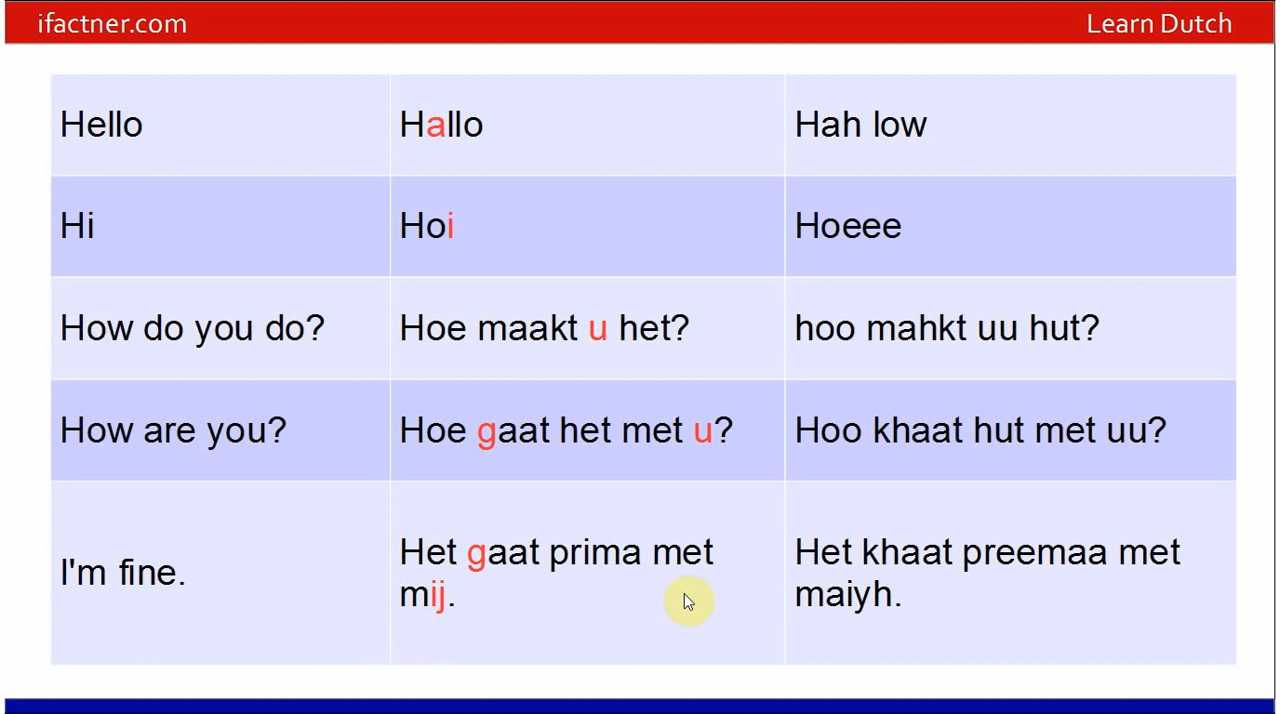 ifactner.com
Learn Dutch
Hello
Hallo
Hah low
Hi
Hoi
Hoeee
How do you do?
Hoe maakt u het?
hoo mahkt uu hut?
How are you?
Hoe gaat het met u?
Hoo khaat hut met uu?
I'm fine.
Het gaat prima met
mij.
Het khaat preemaa met
maiyh.